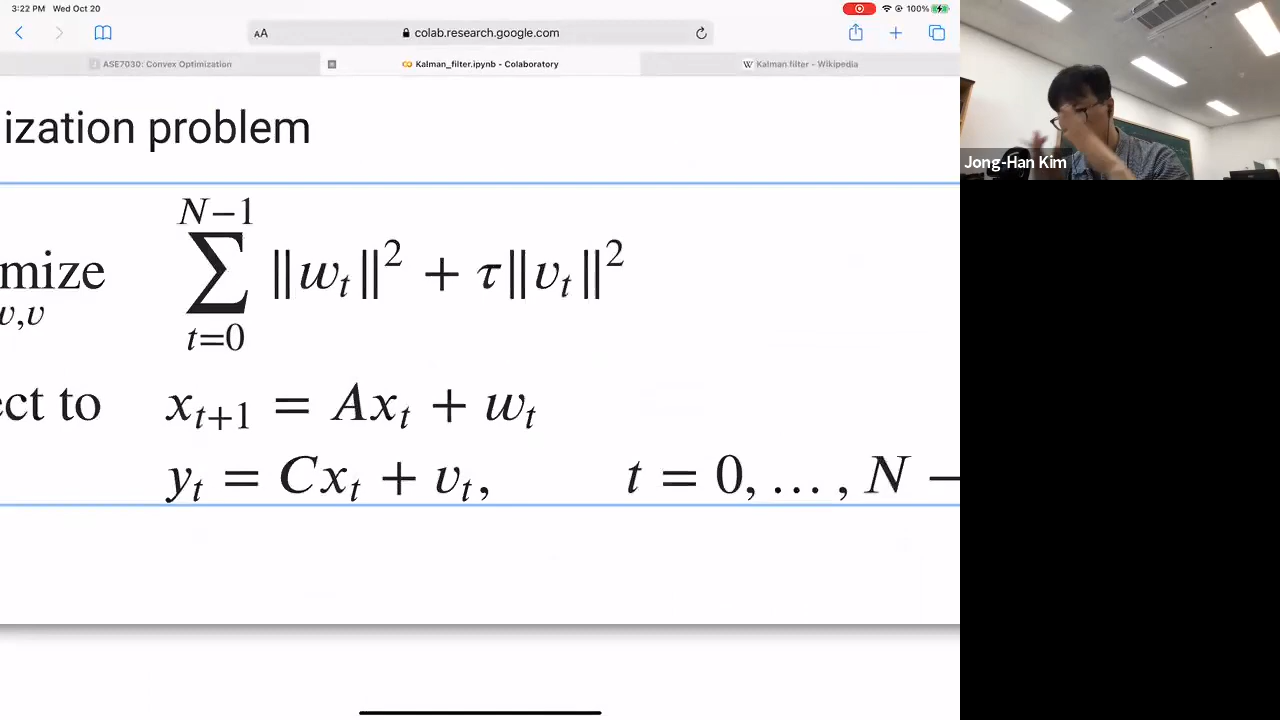 3:22 PM Wed Oct 20
100%
AA
colab.research.google.com
ASE7030: Convex Optimization
Kalman_filter.ipynb - Colaboratory
W Kalman filter - Wikipedia
ization problem
mize
v,v
N−1
∑ ‖w_t‖² + τ‖v_t‖²
t=0
ect to
x_{t+1} = Ax_t + w_t
y_t = Cx_t + v_t, t = 0, … , N −
Jong-Han Kim